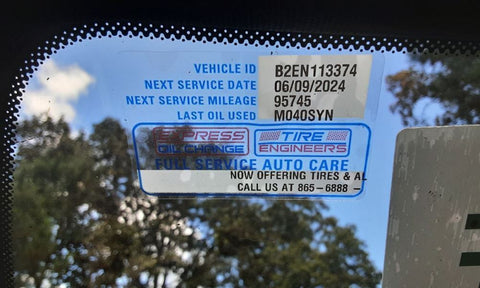 VEHICLE ID B2EN113374
NEXT SERVICE DATE 06/09/2024
NEXT SERVICE MILEAGE 95745
LAST OIL USED M040SYN
EXPRESS TIRE
OIL CHANGE ENGINEERS
FULL SERVICE AUTO CARE
NOW OFFERING TIRES & AL
CALL US AT 865-6888 -